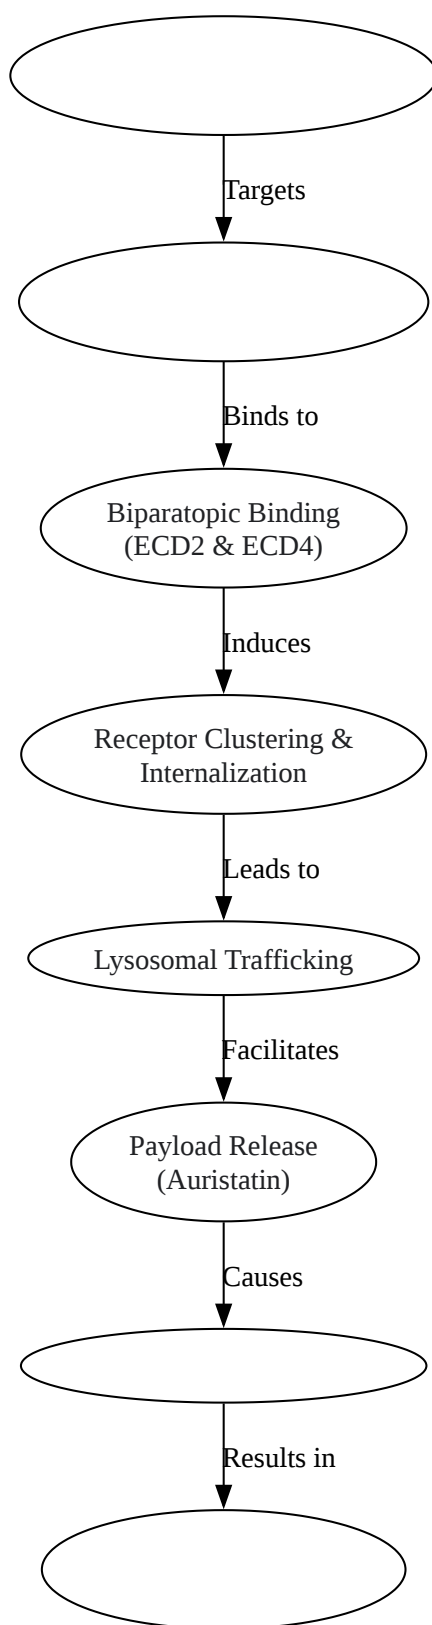 Targets
Binds to
Biparatopic Binding
(ECD2 & ECD4)
Induces
Receptor Clustering &
Internalization
Leads to
Lysosomal Trafficking
Facilitates
Payload Release
(Auristatin)
Causes
Results in